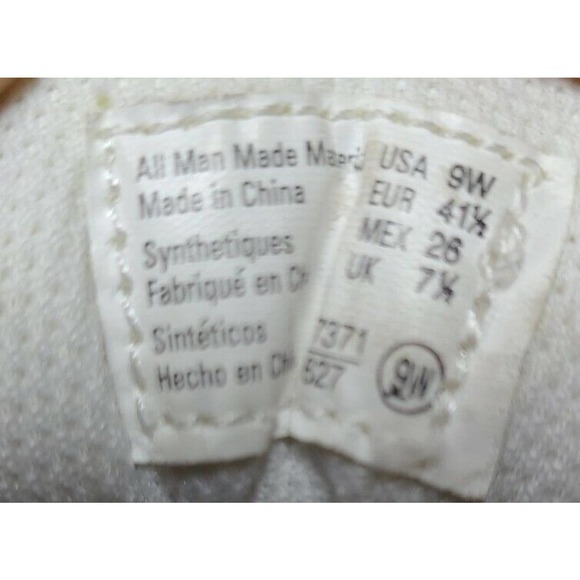 All Man Made
Made in China
Synthetiques
Fabriqué en
Sintéticos
Hecho en
USA 9W
EUR 41½
MEX 26
UK 7½
7371
527
9W